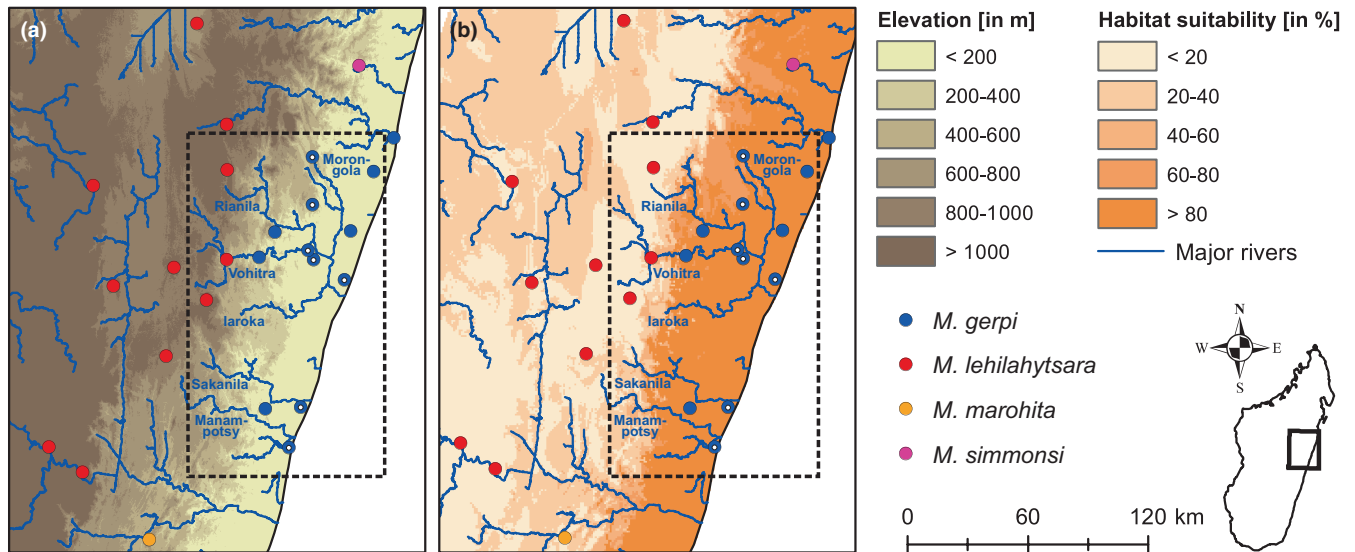 (a)
Moron-
gola
Rianila
Vohitra
Iaroka
Sakanila
Manam-
potsy
(b)
Moron-
gola
Rianila
Vohitra
Iaroka
Sakanila
Manam-
potsy
Elevation [in m]
< 200
200-400
400-600
600-800
800-1000
> 1000
Habitat suitability [in %]
< 20
20-40
40-60
60-80
> 80
Major rivers
M. gerpi
M. lehilahytsara
M. marohita
M. simmonsi
N
W E
S
0 60 120 km